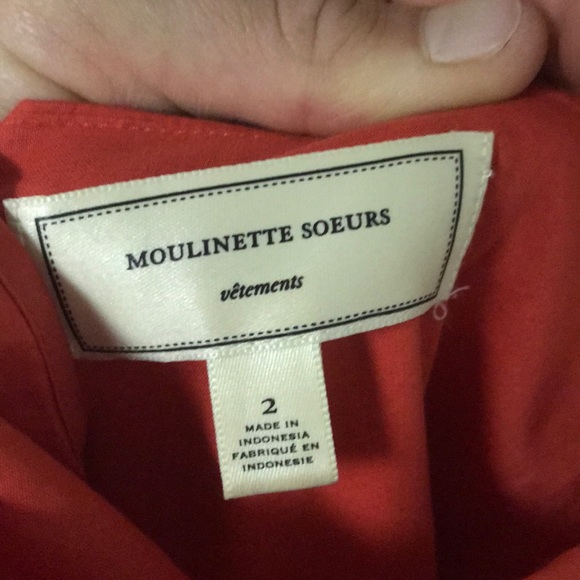 MOULINETTE SOEURS
vêtements
2
MADE IN
INDONESIA
FABRIQUÉ EN
INDONESIE